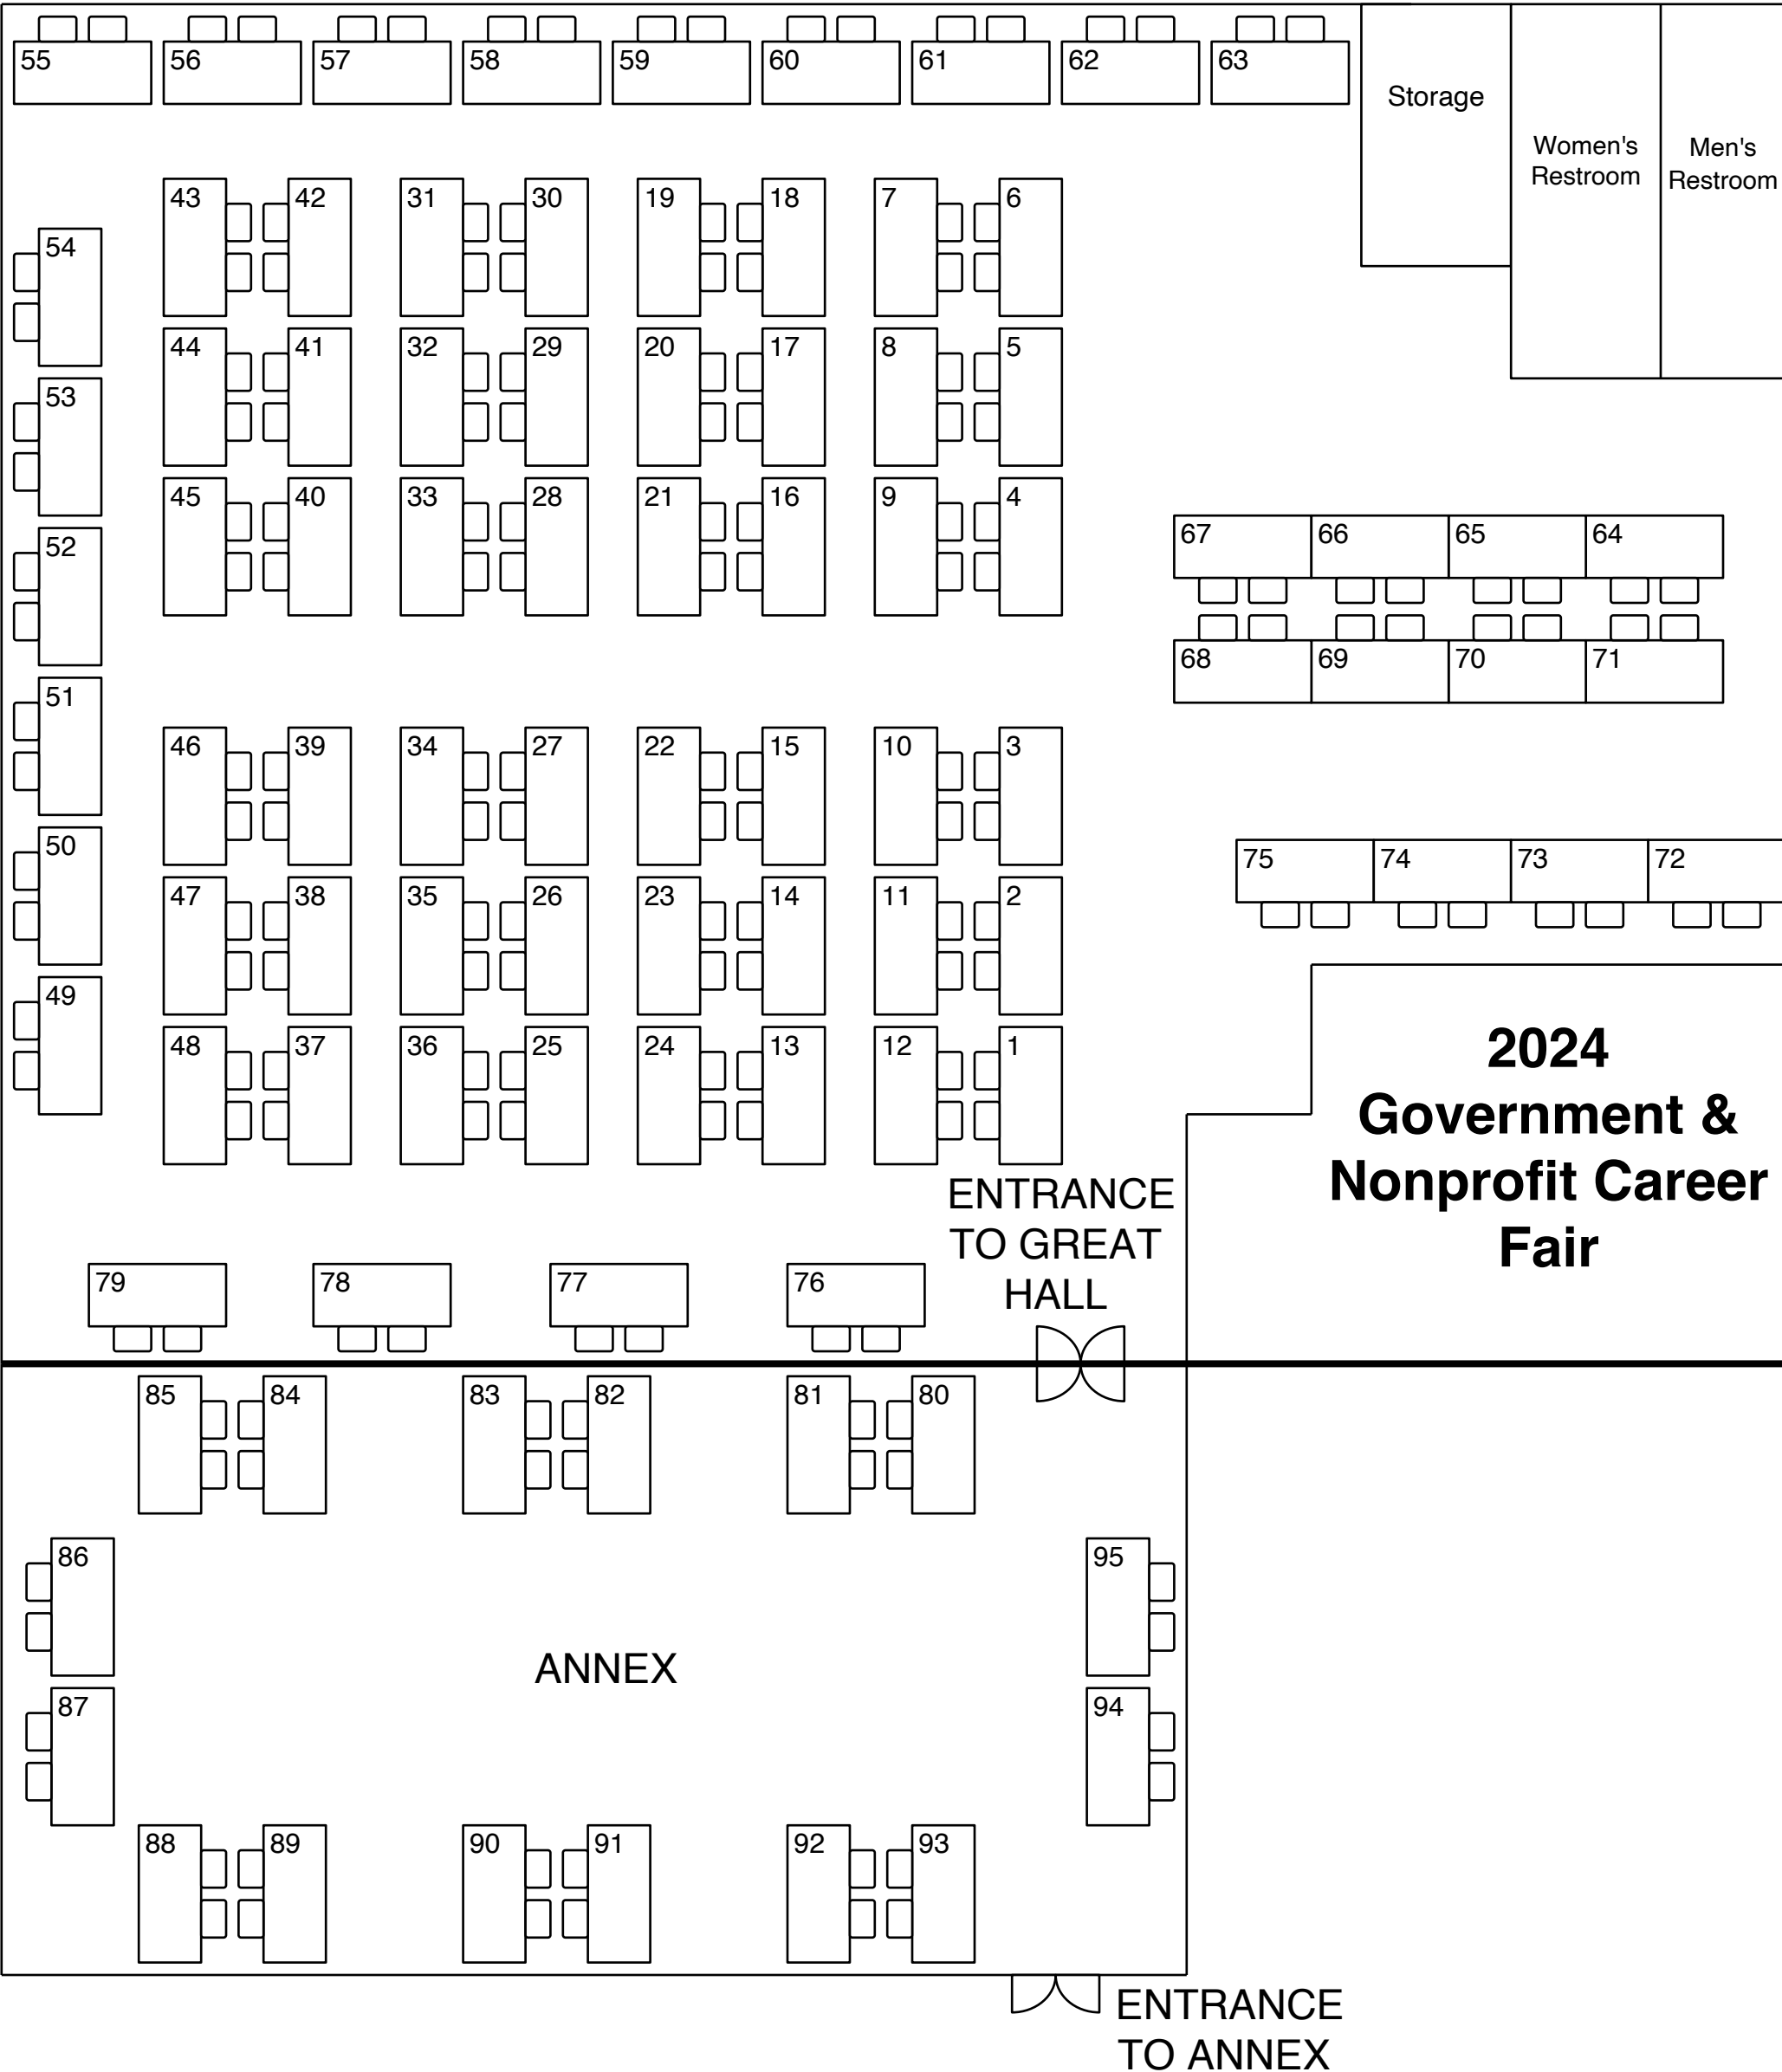 55 56 57 58 59 60 61 62 63
Storage
Women's
Restroom
Men's
Restroom
43 42 31 30 19 18 7 6
54
44 41 32 29 20 17 8 5
53
45 40 33 28 21 16 9 4
52
67 66 65 64
68 69 70 71
51
46 39 34 27 22 15 10 3
50
75 74 73 72
47 38 35 26 23 14 11 2
49
48 37 36 25 24 13 12 1
2024
Government &
Nonprofit Career
Fair
ENTRANCE
TO GREAT
HALL
79 78 77 76
85 84 83 82 81 80
86
95
ANNEX
87
94
88 89 90 91 92 93
ENTRANCE
TO ANNEX